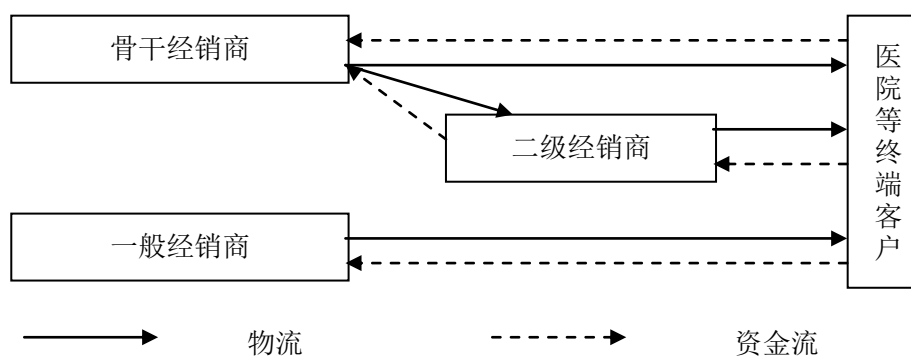 骨干经销商
医院等终端客户
二级经销商
一般经销商
物流
资金流